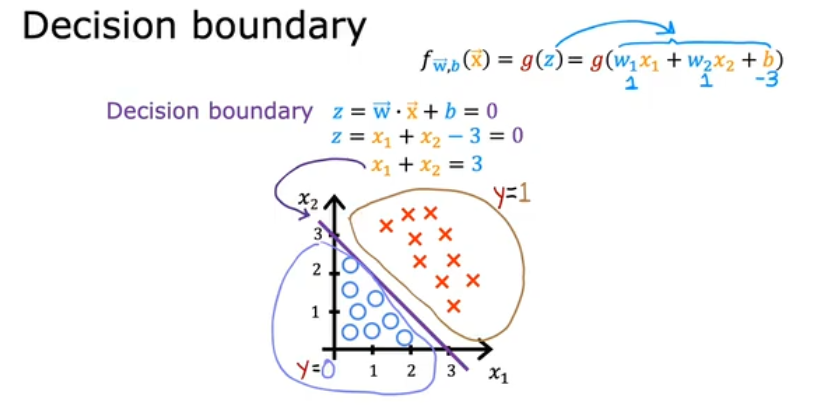 Decision boundary
f_{w⃗,b}(x⃗) = g(z) = g(w₁x₁ + w₂x₂ + b)
1 1 -3
Decision boundary z = w⃗ · x⃗ + b = 0
z = x₁ + x₂ − 3 = 0
x₁ + x₂ = 3
x₂
y=1
3
2
1
y=0
1 2 3 x₁